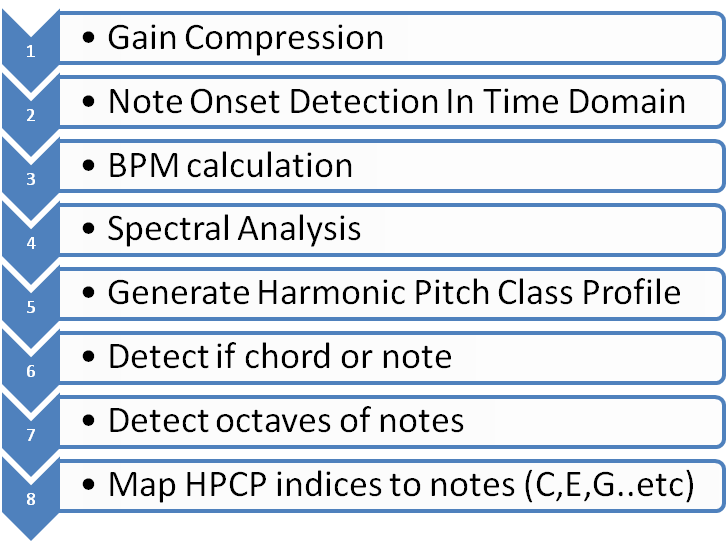 1 • Gain Compression
2 • Note Onset Detection In Time Domain
3 • BPM calculation
4 • Spectral Analysis
5 • Generate Harmonic Pitch Class Profile
6 • Detect if chord or note
7 • Detect octaves of notes
8 • Map HPCP indices to notes (C,E,G..etc)